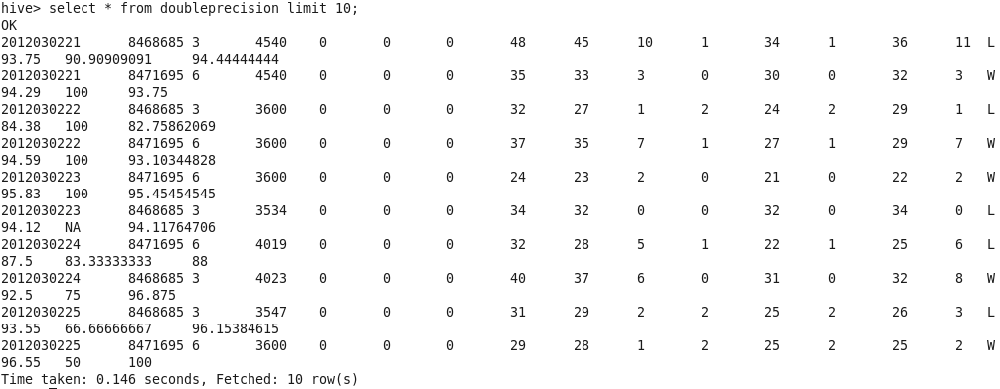 hive> select * from doubleprecision limit 10;
OK
2012030221 8468685 3 4540 0 0 0 48 45 10 1 34 1 36 11 L
93.75 90.90909091 94.44444444
2012030221 8471695 6 4540 0 0 0 35 33 3 0 30 0 32 3 W
94.29 100 93.75
2012030222 8468685 3 3600 0 0 0 32 27 1 2 24 2 29 1 L
84.38 100 82.75862069
2012030222 8471695 6 3600 0 0 0 37 35 7 1 27 1 29 7 W
94.59 100 93.10344828
2012030223 8471695 6 3600 0 0 0 24 23 2 0 21 0 22 2 W
95.83 100 95.45454545
2012030223 8468685 3 3534 0 0 0 34 32 0 0 32 0 34 0 L
94.12 NA 94.11764706
2012030224 8471695 6 4019 0 0 0 32 28 5 1 22 1 25 6 L
87.5 83.33333333 88
2012030224 8468685 3 4023 0 0 0 40 37 6 0 31 0 32 8 W
92.5 75 96.875
2012030225 8468685 3 3547 0 0 0 31 29 2 2 25 2 26 3 L
93.55 66.66666667 96.15384615
2012030225 8471695 6 3600 0 0 0 29 28 1 2 25 2 25 2 W
96.55 50 100
Time taken: 0.146 seconds, Fetched: 10 row(s)